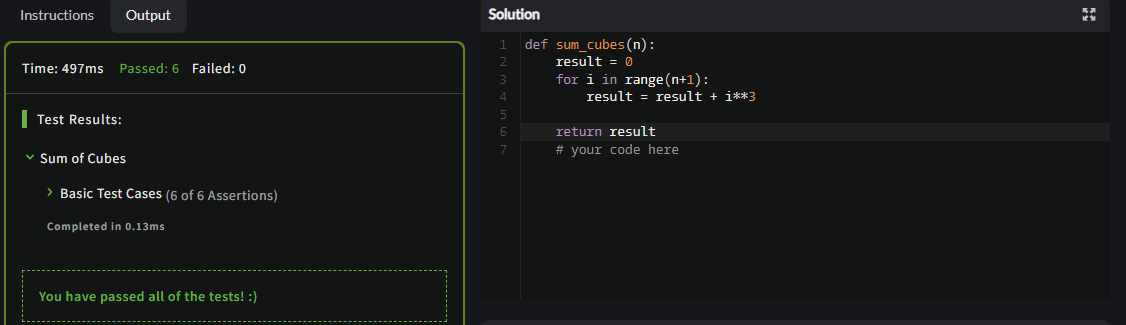 Instructions Output
Time: 497ms Passed: 6 Failed: 0
Test Results:
Sum of Cubes
Basic Test Cases (6 of 6 Assertions)
Completed in 0.13ms
You have passed all of the tests! :)
Solution
1 def sum_cubes(n):
2     result = 0
3     for i in range(n+1):
4         result = result + i**3
5
6     return result
7     # your code here